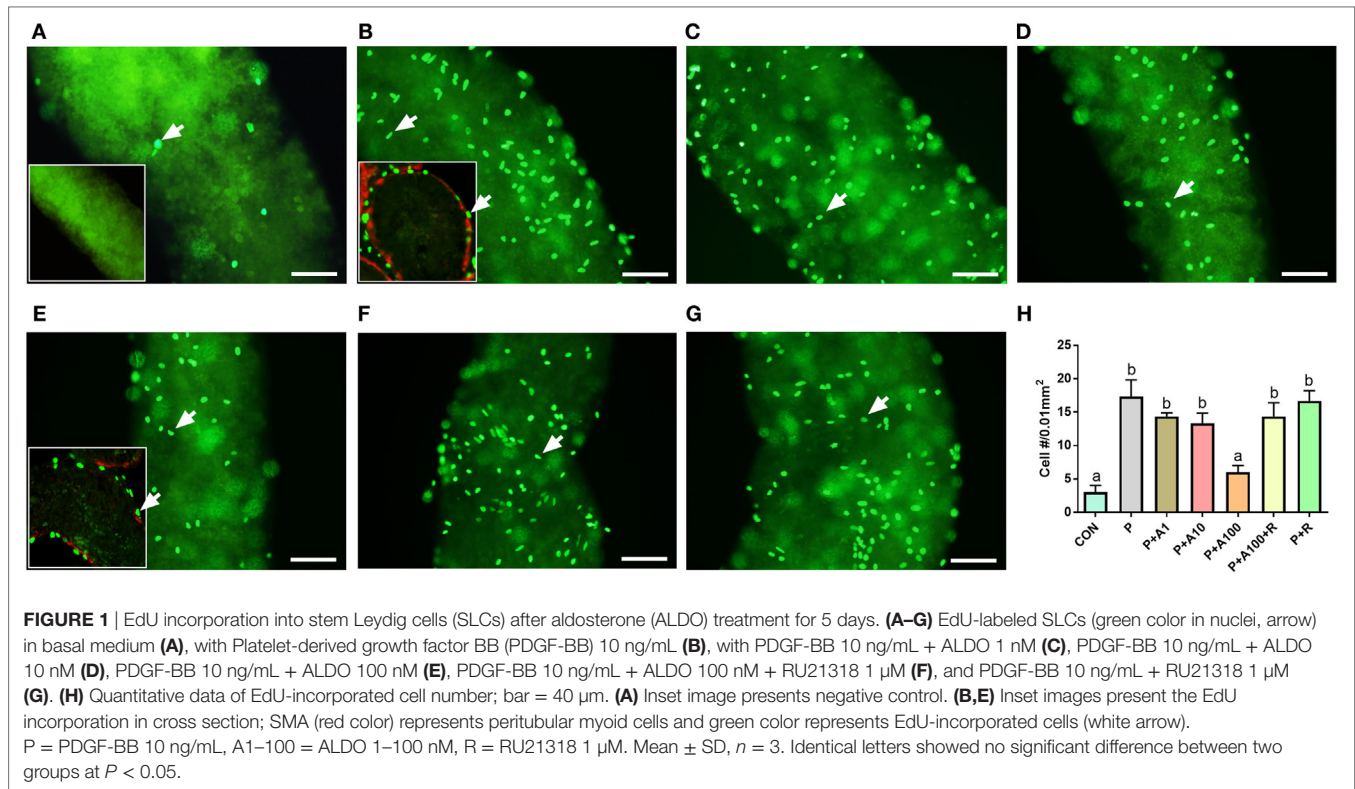 A
B
C
D
E
F
G
H
Cell #/0.01mm²
25
20
15
10
5
0
a
b
b
b
a
b
b
CON
P
P+A1
P+A10
P+A100
P+A100+R
P+R
FIGURE 1 | EdU incorporation into stem Leydig cells (SLCs) after aldosterone (ALDO) treatment for 5 days. (A–G) EdU-labeled SLCs (green color in nuclei, arrow)
in basal medium (A), with Platelet-derived growth factor BB (PDGF-BB) 10 ng/mL (B), with PDGF-BB 10 ng/mL + ALDO 1 nM (C), PDGF-BB 10 ng/mL + ALDO
10 nM (D), PDGF-BB 10 ng/mL + ALDO 100 nM (E), PDGF-BB 10 ng/mL + ALDO 100 nM + RU21318 1 μM (F), and PDGF-BB 10 ng/mL + RU21318 1 μM
(G). (H) Quantitative data of EdU-incorporated cell number; bar = 40 μm. (A) Inset image presents negative control. (B,E) Inset images present the EdU
incorporation in cross section; SMA (red color) represents peritubular myoid cells and green color represents EdU-incorporated cells (white arrow).
P = PDGF-BB 10 ng/mL, A1–100 = ALDO 1–100 nM, R = RU21318 1 μM. Mean ± SD, n = 3. Identical letters showed no significant difference between two
groups at P < 0.05.